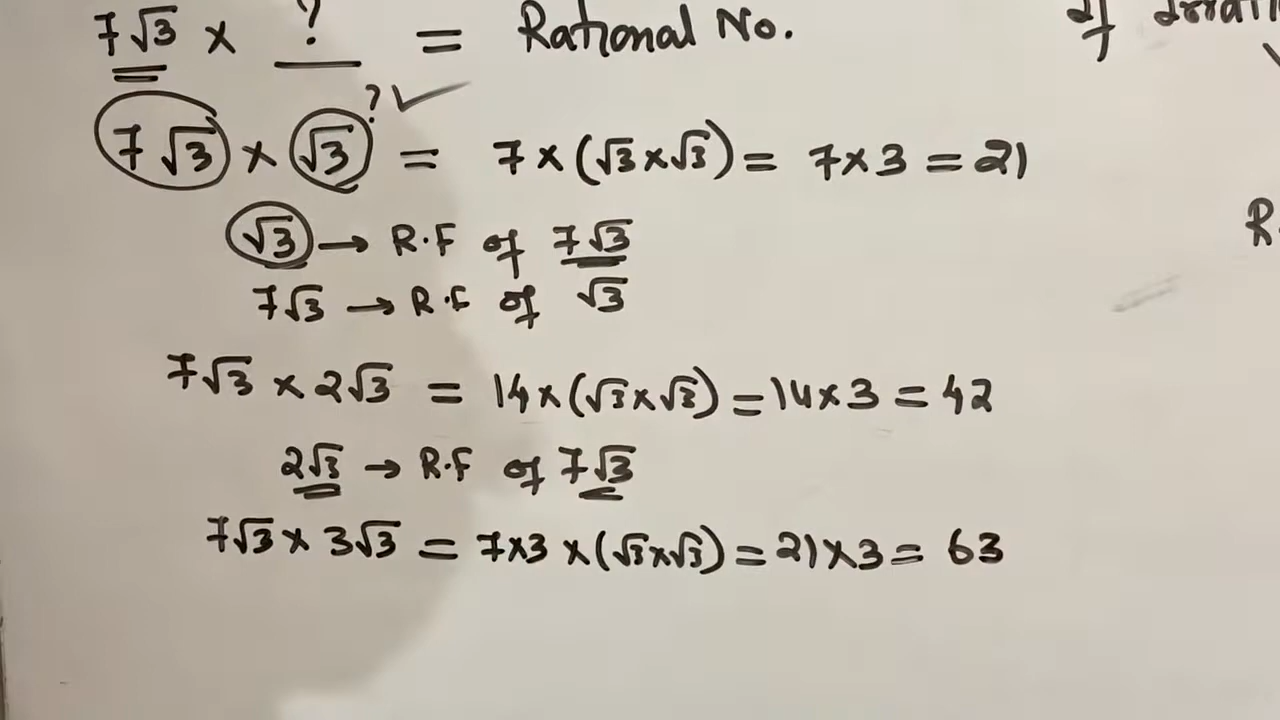 7√3 × ? = Rational No.
of
?
7√3 × √3 = 7×(√3×√3) = 7×3 = 21
√3 → R.F of 7√3
R.
7√3 → R.F of √3
7√3 × 2√3 = 14×(√3×√3) = 14×3 = 42
2√3 → R.F of 7√3
7√3 × 3√3 = 7×3 ×(√3×√3) = 21×3 = 63